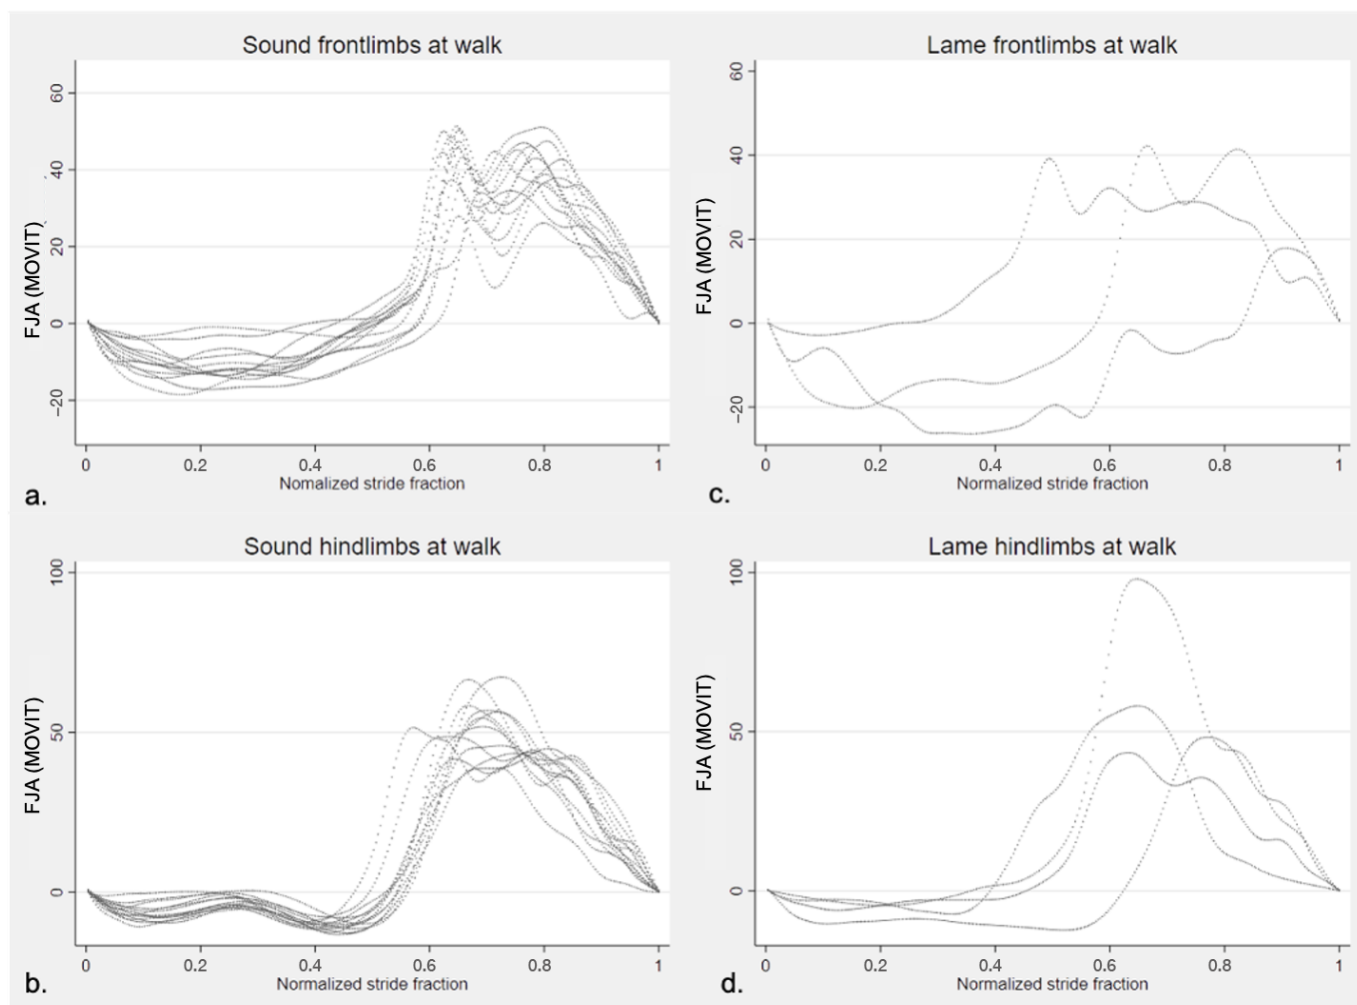 Sound frontlimbs at walk
FJA (MOVIT)
60
40
20
0
−20
0 0.2 0.4 0.6 0.8 1
Nomalized stride fraction
a.
Lame frontlimbs at walk
FJA (MOVIT)
60
40
20
0
−20
0 0.2 0.4 0.6 0.8 1
Normalized stride fraction
c.
Sound hindlimbs at walk
FJA (MOVIT)
100
50
0
0 0.2 0.4 0.6 0.8 1
Normalized stride fraction
b.
Lame hindlimbs at walk
FJA (MOVIT)
100
50
0
0 0.2 0.4 0.6 0.8 1
Normalized stride fraction
d.